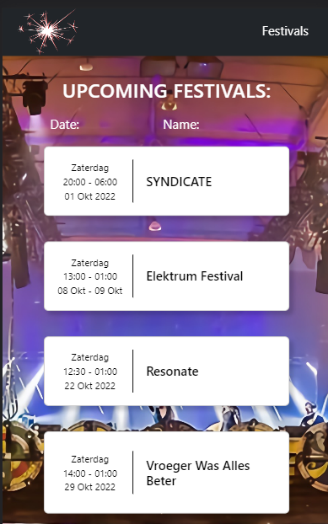 Festivals
UPCOMING FESTIVALS:
Date: Name:
Zaterdag
20:00 - 06:00
01 Okt 2022
SYNDICATE
Zaterdag
13:00 - 01:00
08 Okt - 09 Okt
Elektrum Festival
Zaterdag
12:30 - 01:00
22 Okt 2022
Resonate
Zaterdag
14:00 - 01:00
29 Okt 2022
Vroeger Was Alles
Beter